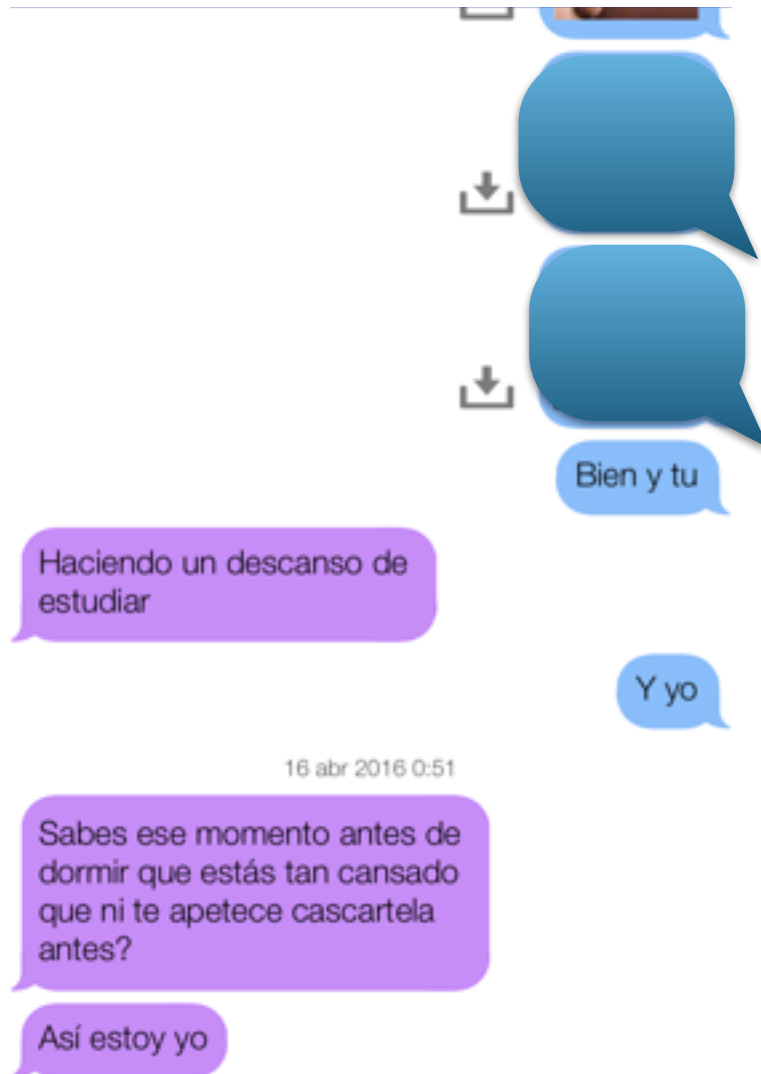 Bien y tu
Haciendo un descanso de
estudiar
Y yo
16 abr 2016 0:51
Sabes ese momento antes de
dormir que estás tan cansado
que ni te apetece cascartela
antes?
Así estoy yo